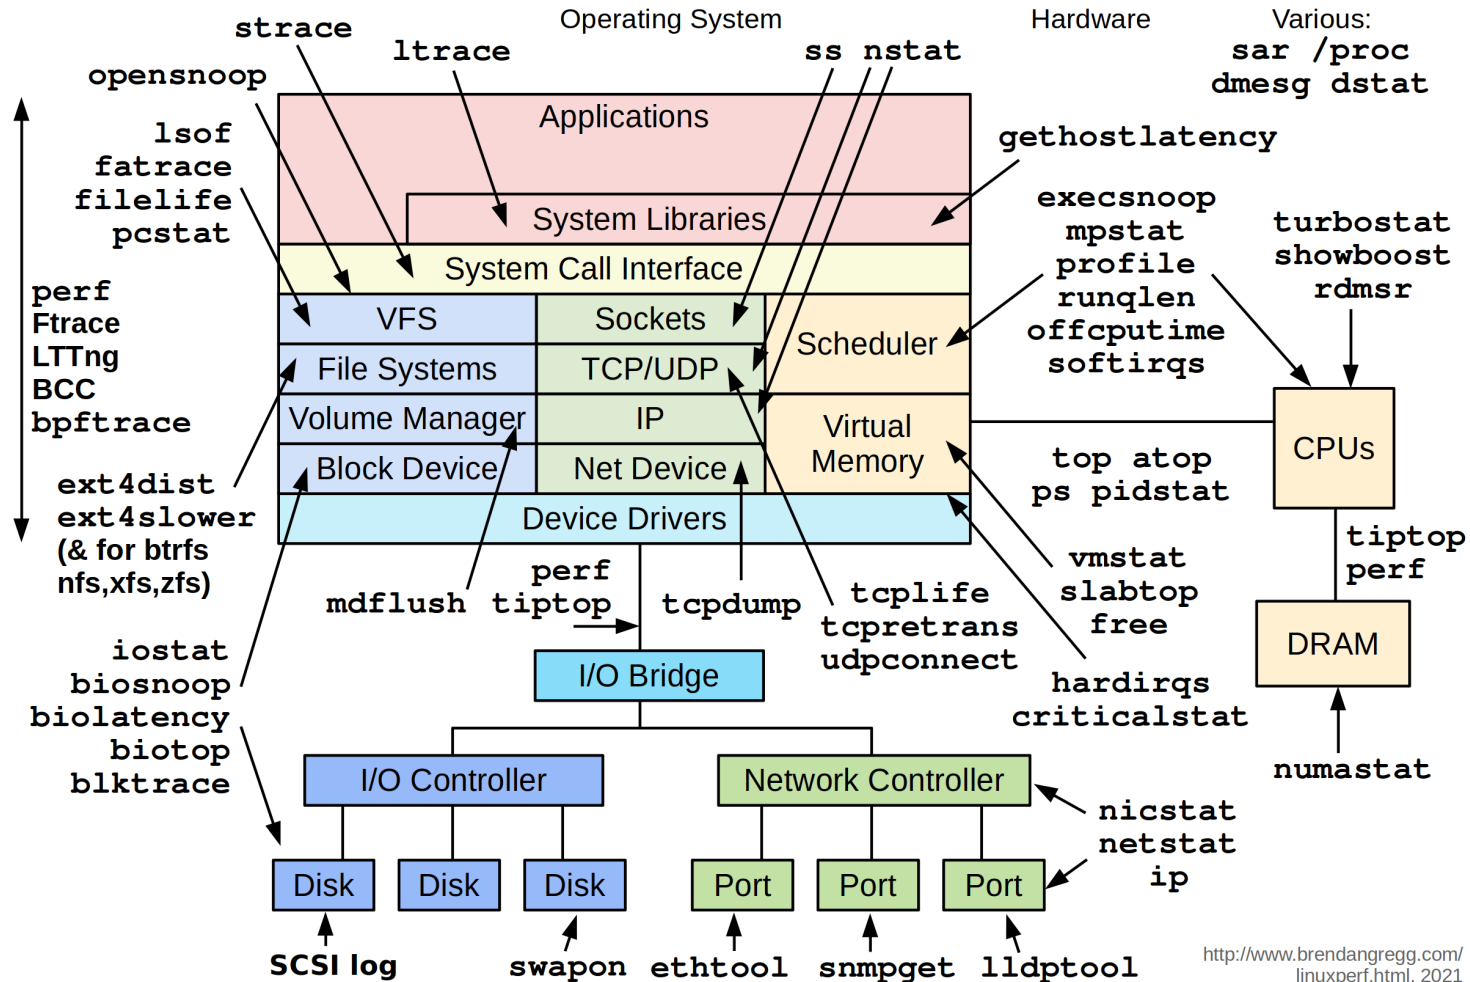 Operating System
Hardware
Various:
sar /proc
dmesg dstat
strace
ltrace
ss nstat
opensnoop
lsof
fatrace
filelife
pcstat
perf
Ftrace
LTTng
BCC
bpftrace
ext4dist
ext4slower
(& for btrfs
nfs,xfs,zfs)
iostat
biosnoop
biolatency
biotop
blktrace
Applications
System Libraries
System Call Interface
VFS
Sockets
Scheduler
File Systems
TCP/UDP
Volume Manager
IP
Virtual
Memory
Block Device
Net Device
Device Drivers
gethostlatency
execsnoop
mpstat
profile
runqlen
offcputime
softirqs
turbostat
showboost
rdmsr
CPUs
top atop
ps pidstat
tiptop
perf
DRAM
numastat
vmstat
slabtop
free
hardirqs
criticalstat
mdflush
perf
tiptop
tcpdump
tcplife
tcpretrans
udpconnect
I/O Bridge
I/O Controller
Network Controller
nicstat
netstat
ip
Disk
Disk
Disk
Port
Port
Port
SCSI log
swapon
ethtool
snmpget
lldptool
http://www.brendangregg.com/
linuxperf.html, 2021